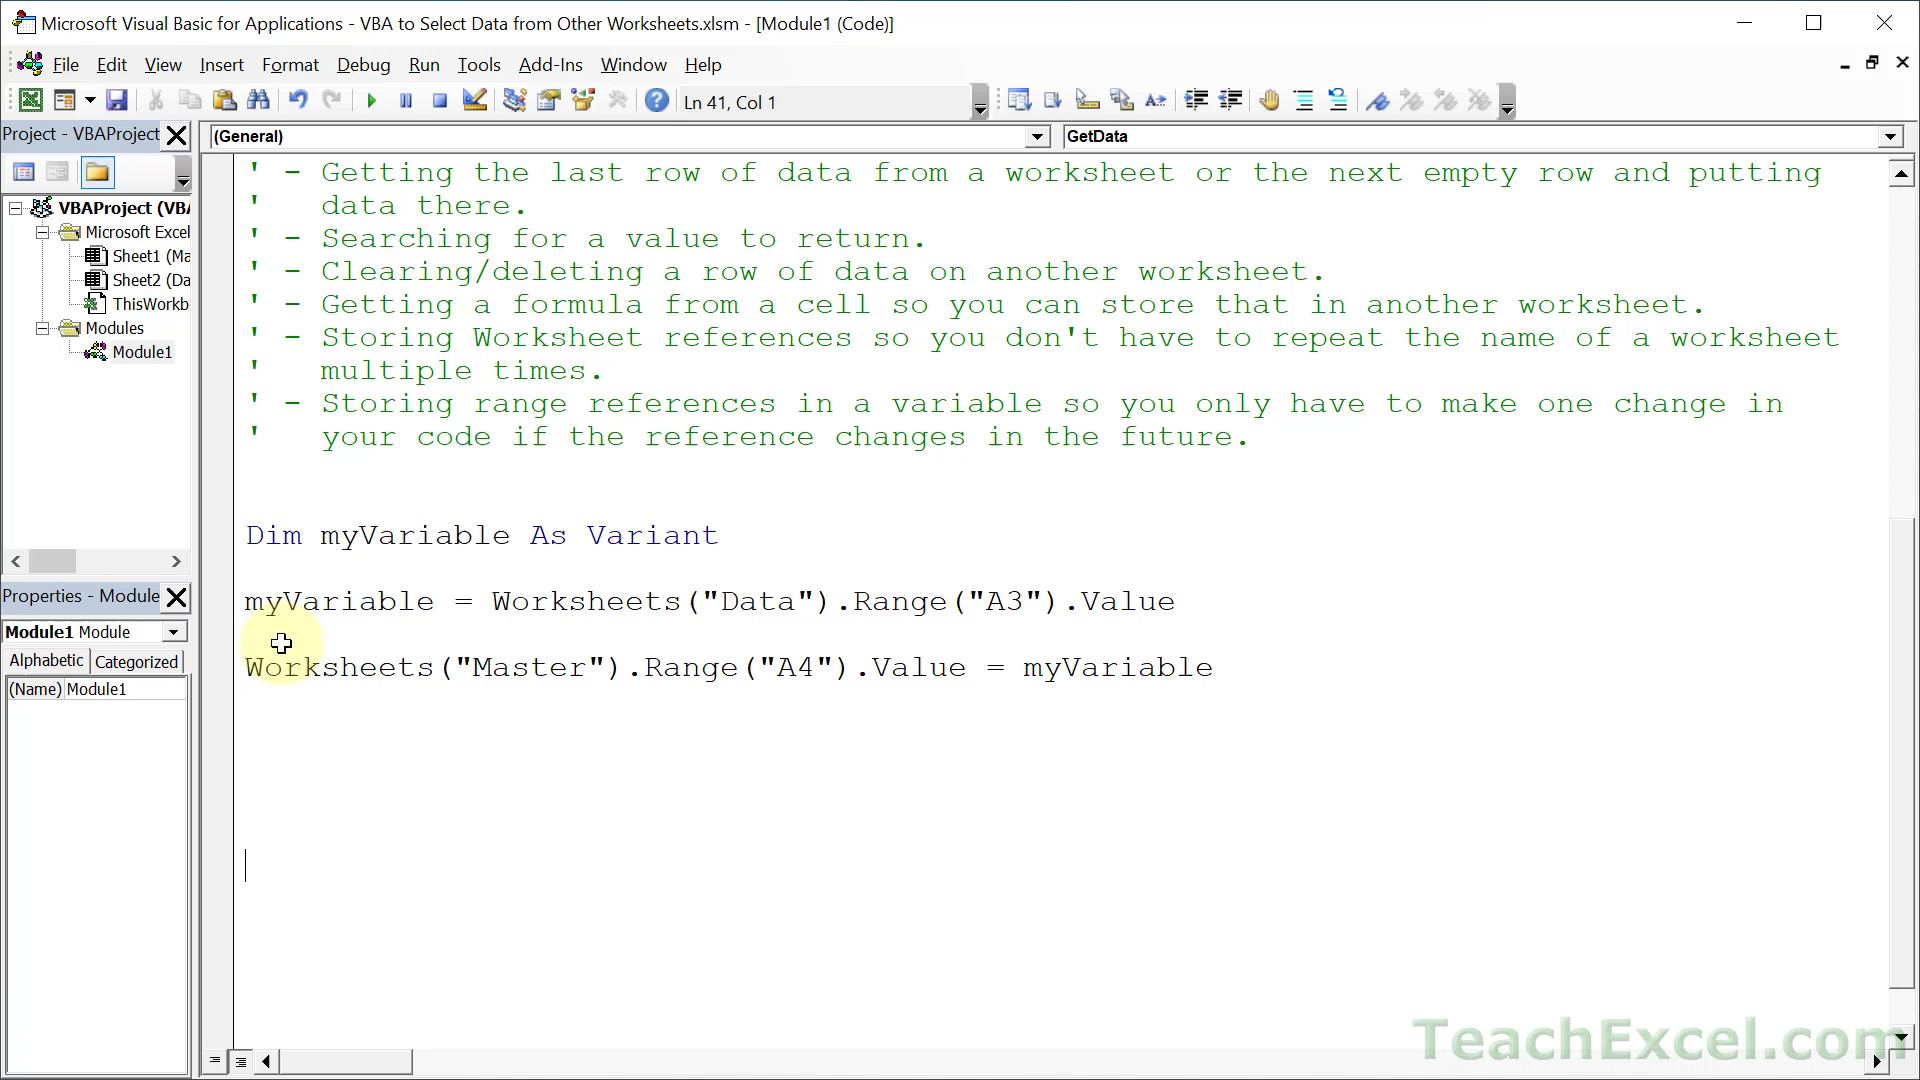 Microsoft Visual Basic for Applications - VBA to Select Data from Other Worksheets.xlsm - [Module1 (Code)]
File Edit View Insert Format Debug Run Tools Add-Ins Window Help
Ln 41, Col 1
Project - VBAProject
(General)
GetData
VBAProject (VBA
Microsoft Excel
Sheet1 (Ma
Sheet2 (Da
ThisWorkb
Modules
Module1
Properties - Module
Module1 Module
Alphabetic Categorized
(Name) Module1
' - Getting the last row of data from a worksheet or the next empty row and putting
' data there.
' - Searching for a value to return.
' - Clearing/deleting a row of data on another worksheet.
' - Getting a formula from a cell so you can store that in another worksheet.
' - Storing Worksheet references so you don't have to repeat the name of a worksheet
' multiple times.
' - Storing range references in a variable so you only have to make one change in
' your code if the reference changes in the future.
Dim myVariable As Variant
myVariable = Worksheets("Data").Range("A3").Value
Worksheets("Master").Range("A4").Value = myVariable
TeachExcel.com